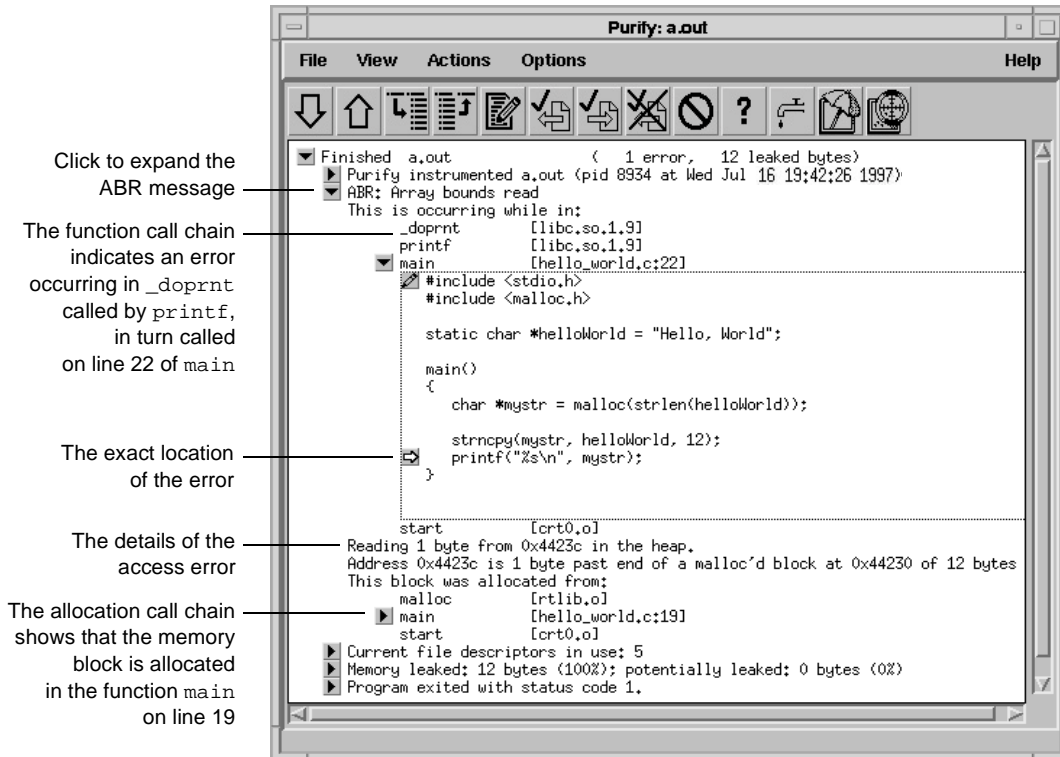 Purify: a.out
File View Actions Options Help
?
Finished a.out ( 1 error, 12 leaked bytes)
Purify instrumented a.out (pid 8934 at Wed Jul 16 19:42:26 1997)
ABR: Array bounds read
This is occurring while in:
_doprnt [libc.so.1.9]
printf [libc.so.1.9]
main [hello_world.c:22]
#include <stdio.h>
#include <malloc.h>
static char *helloWorld = "Hello, World";
main()
{
char *mystr = malloc(strlen(helloWorld));
strncpy(mystr, helloWorld, 12);
printf("%s\n", mystr);
}
start [crt0.o]
Reading 1 byte from 0x4423c in the heap.
Address 0x4423c is 1 byte past end of a malloc'd block at 0x44230 of 12 bytes
This block was allocated from:
malloc [rtlib.o]
main [hello_world.c:19]
start [crt0.o]
Current file descriptors in use: 5
Memory leaked: 12 bytes (100%); potentially leaked: 0 bytes (0%)
Program exited with status code 1.
Click to expand the
ABR message
The function call chain
indicates an error
occurring in _doprnt
called by printf,
in turn called
on line 22 of main
The exact location
of the error
The details of the
access error
The allocation call chain
shows that the memory
block is allocated
in the function main
on line 19